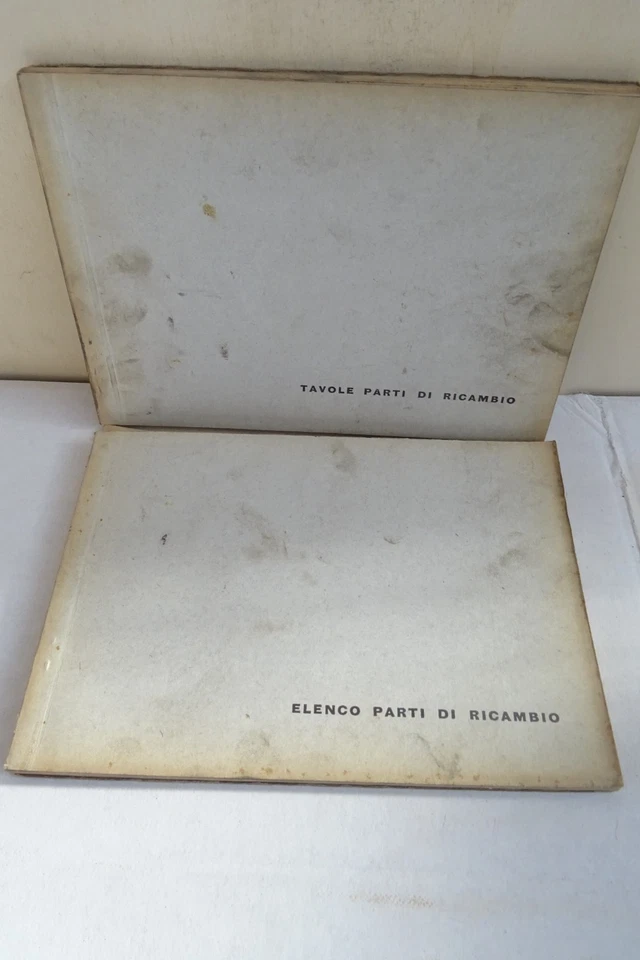 TAVOLE PARTI DI RICAMBIO
ELENCO PARTI DI RICAMBIO